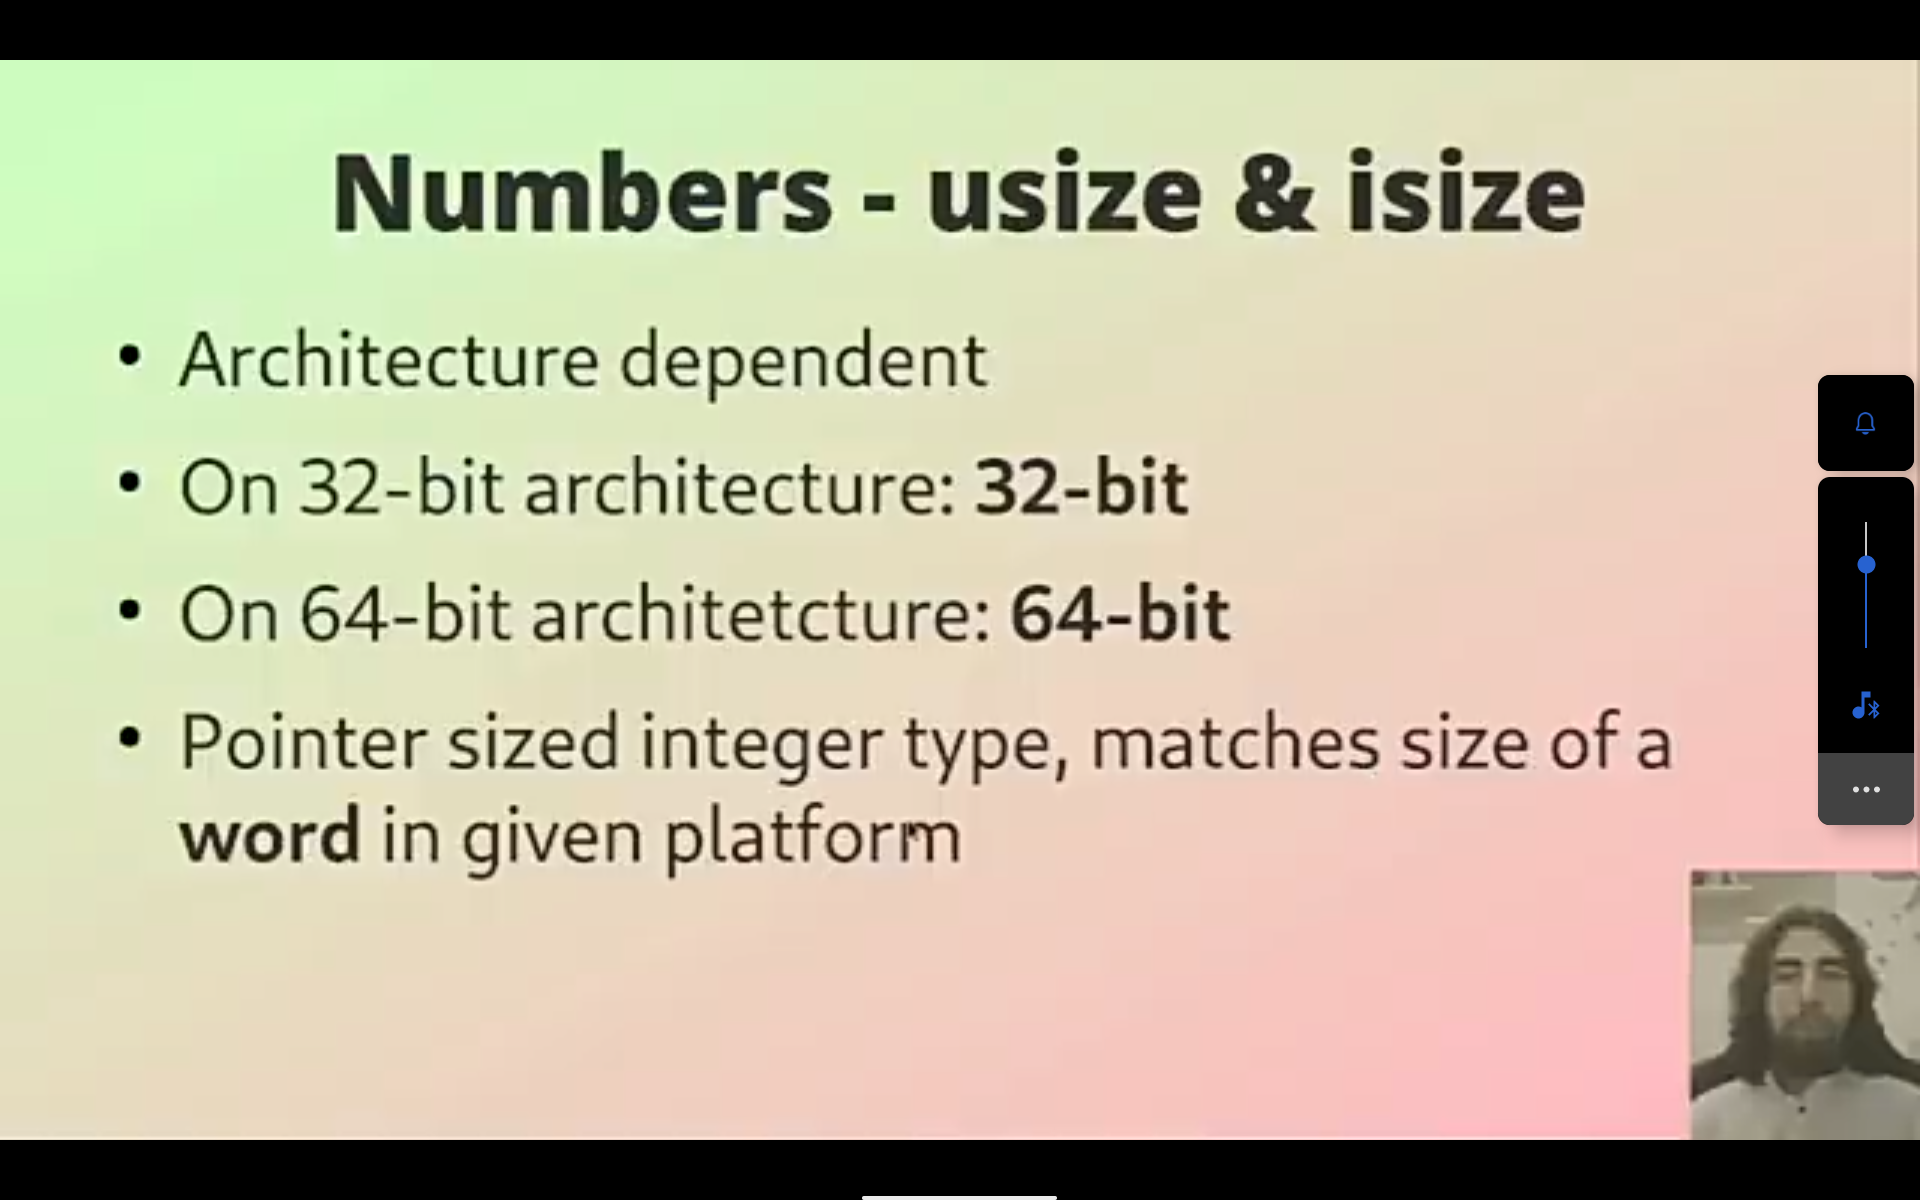 Numbers - usize & isize
• Architecture dependent
• On 32-bit architecture: 32-bit
• On 64-bit architetcture: 64-bit
• Pointer sized integer type, matches size of a
word in given platform